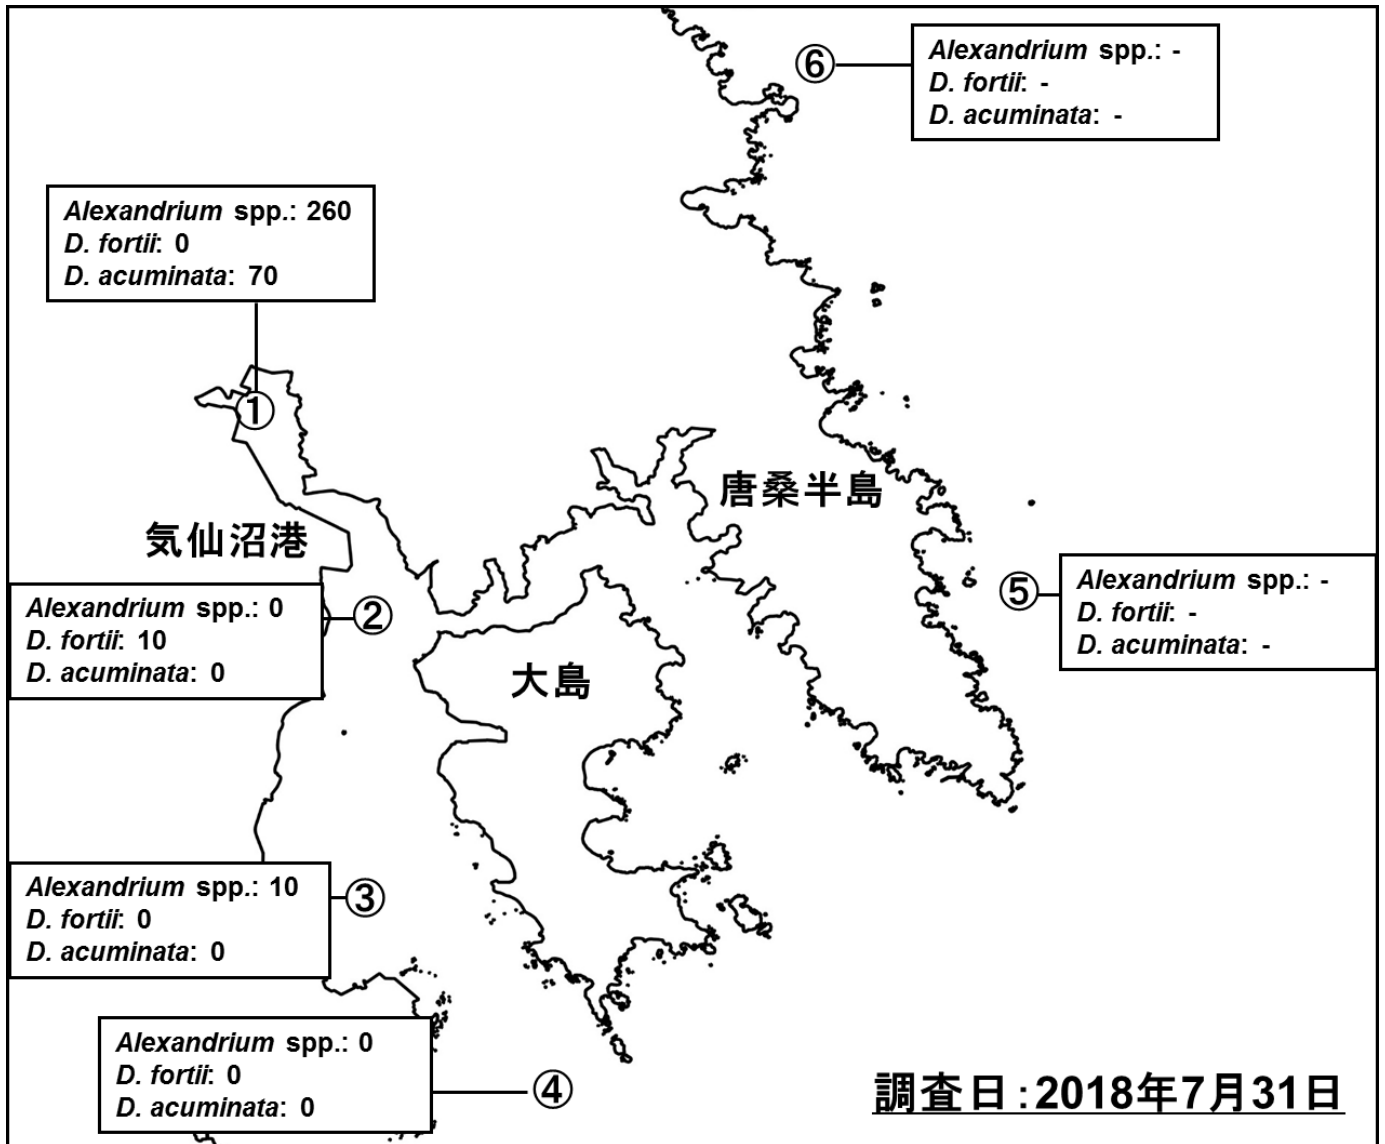 ⑥
Alexandrium spp.: -
D. fortii: -
D. acuminata: -
Alexandrium spp.: 260
D. fortii: 0
D. acuminata: 70
①
唐桑半島
気仙沼港
Alexandrium spp.: 0
D. fortii: 10
D. acuminata: 0
②
⑤
Alexandrium spp.: -
D. fortii: -
D. acuminata: -
大島
Alexandrium spp.: 10
D. fortii: 0
D. acuminata: 0
③
Alexandrium spp.: 0
D. fortii: 0
D. acuminata: 0
④
調査日:2018年7月31日